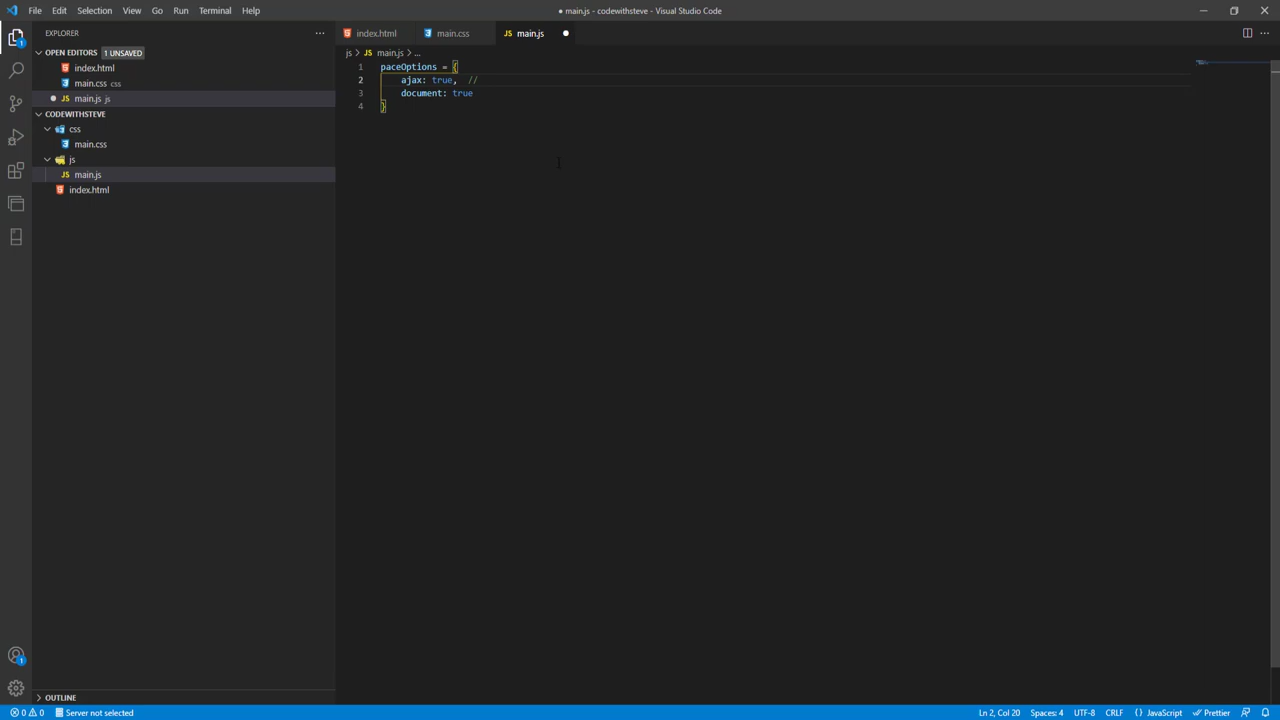 File Edit Selection View Go Run Terminal Help
● main.js - codewithsteve - Visual Studio Code
EXPLORER
OPEN EDITORS 1 UNSAVED
index.html
main.css css
JS main.js js
CODEWITHSTEVE
css
main.css
js
JS main.js
index.html
OUTLINE
index.html main.css JS main.js
js > JS main.js > ...
1 paceOptions = {
2 ajax: true, //
3 document: true
4 }
1
1
0 0 Server not selected
Ln 2, Col 20 Spaces: 4 UTF-8 CRLF {} JavaScript Prettier